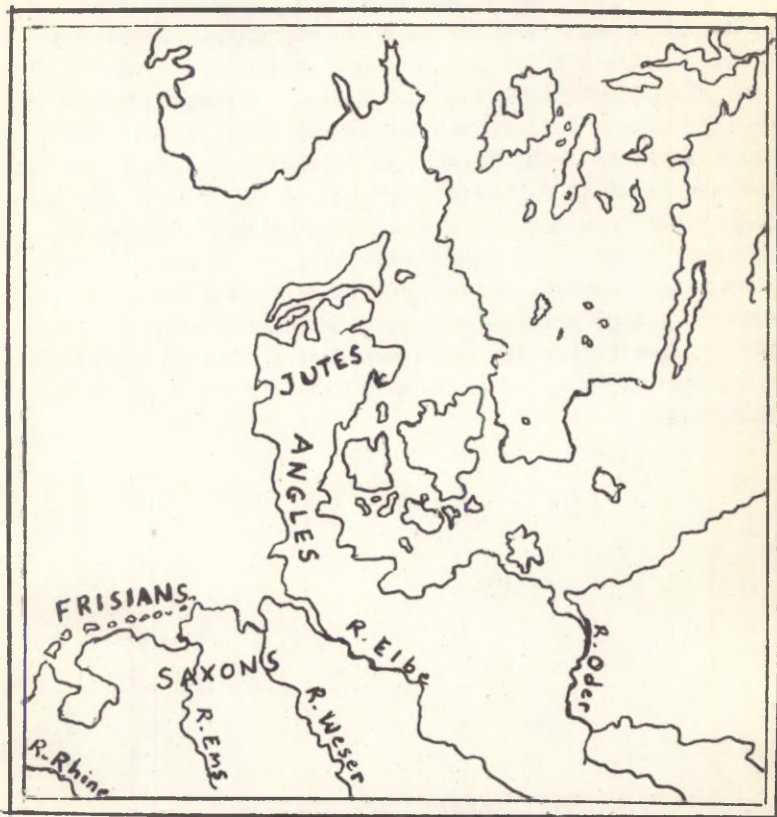 JUTES
ANGLES
FRISIANS
SAXONS
R. Elbe
R. Oder
R. Weser
R. Ems
R. Rhine